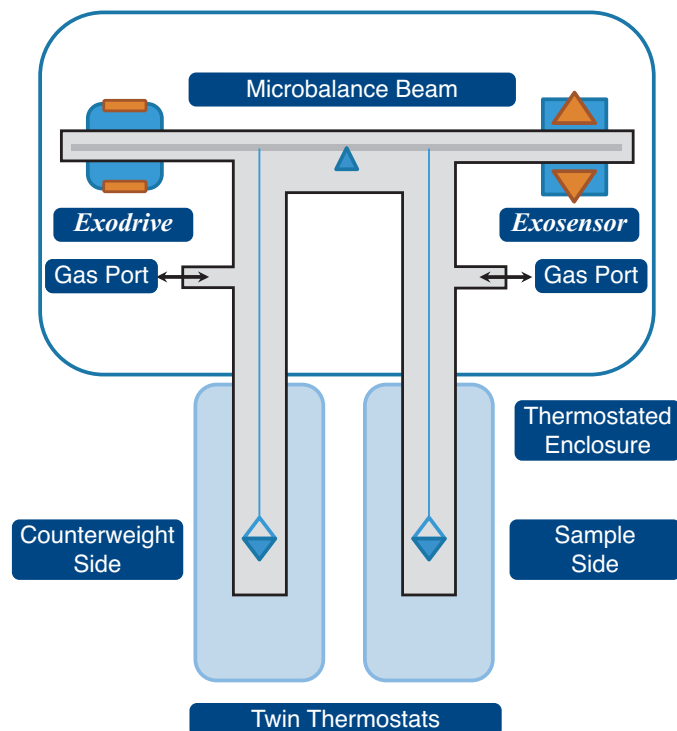 Microbalance Beam
Exodrive
Exosensor
Gas Port
Gas Port
Thermostated
Enclosure
Counterweight
Side
Sample
Side
Twin Thermostats